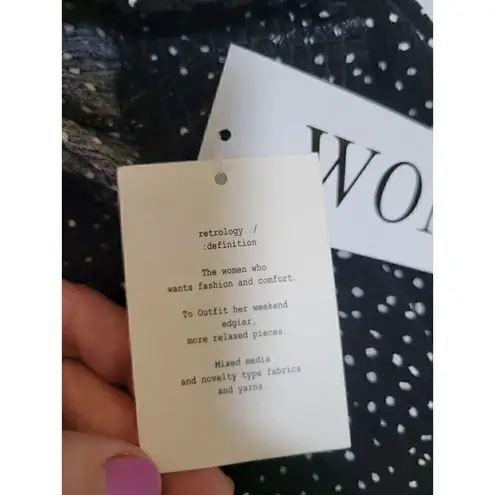 retrology /
:definition
The women who
wants fashion and comfort.
To Outfit her weekend
edgier,
more relaxed pieces.
Mixed media
and novelty type fabrics
and yarns.
WO